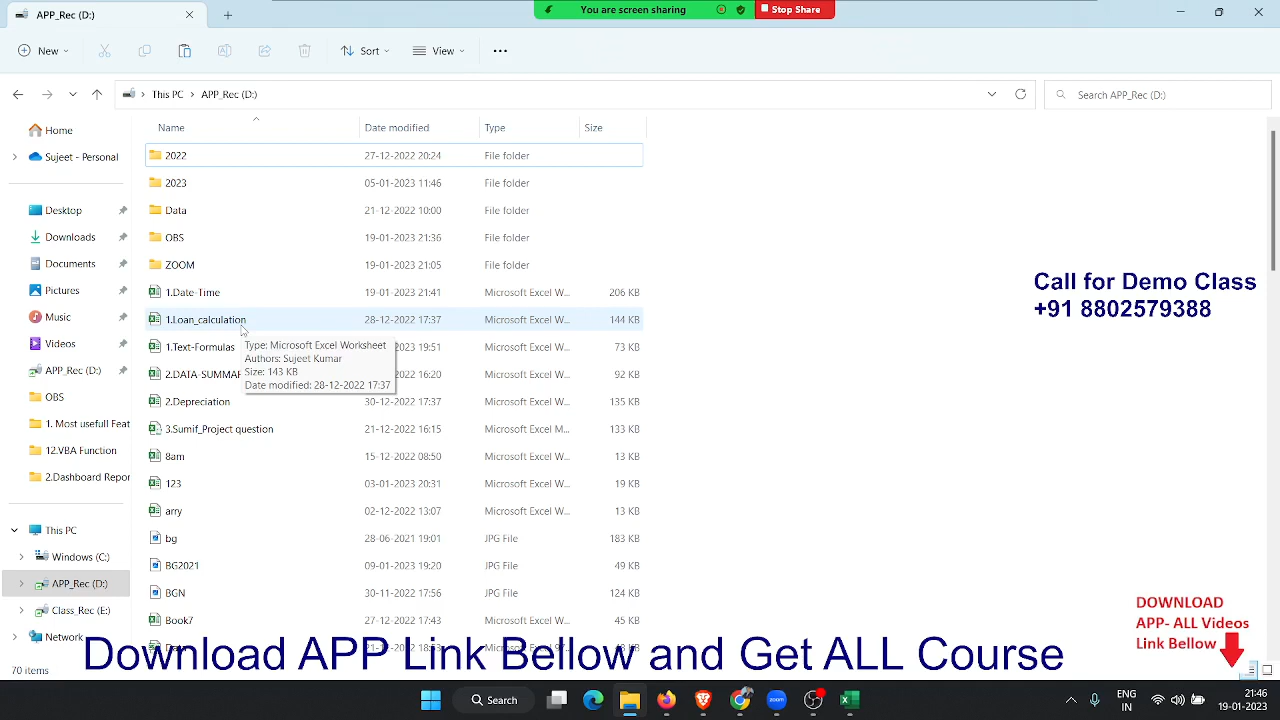 APP_Rec (D:)
You are screen sharing
Stop Share
New
Sort
View
This PC
APP_Rec (D:)
Search APP_Rec (D:)
Home
Sujeet - Personal
Desktop
Downloads
Documents
Pictures
Music
Videos
APP_Rec (D:)
OBS
1. Most usefull Feat
12.VBA Function
2.Dashboard Repor
This PC
Windows (C:)
APP_Rec (D:)
Class_Rec (E:)
Network
Name Date modified Type Size
2022 27-12-2022 20:24 File folder
2023 05-01-2023 11:46 File folder
Data 21-12-2022 10:00 File folder
OBS 19-01-2023 21:36 File folder
ZOOM 19-01-2023 21:05 File folder
1.Date-Time 19-01-2023 21:41 Microsoft Excel W... 206 KB
1.Loan_calculation 28-12-2022 17:37 Microsoft Excel W... 144 KB
1.Text-Formulas 2023 19:51 Microsoft Excel W... 73 KB
2.DATA-SUMMAR 2022 16:20 Microsoft Excel W... 92 KB
2.Depreciation 30-12-2022 17:37 Microsoft Excel W... 135 KB
3.Sumif_Project question 21-12-2022 16:15 Microsoft Excel M... 133 KB
8am 15-12-2022 08:50 Microsoft Excel W... 13 KB
123 03-01-2023 20:31 Microsoft Excel W... 19 KB
arry 02-12-2022 13:07 Microsoft Excel W... 13 KB
bg 28-06-2021 19:01 JPG File 183 KB
BG2021 09-01-2023 19:20 JPG File 49 KB
BGN 30-11-2022 17:56 JPG File 124 KB
Book7 27-12-2022 17:43 Microsoft Excel W... 45 KB
Type: Microsoft Excel Worksheet
Authors: Sujeet Kumar
Size: 143 KB
Date modified: 28-12-2022 17:37
Call for Demo Class
+91 8802579388
DOWNLOAD
APP- ALL Videos
Link Bellow
Download APP Link Bellow and Get ALL Course
70 items
Search
zoom
ENG
IN
21:46
19-01-2023